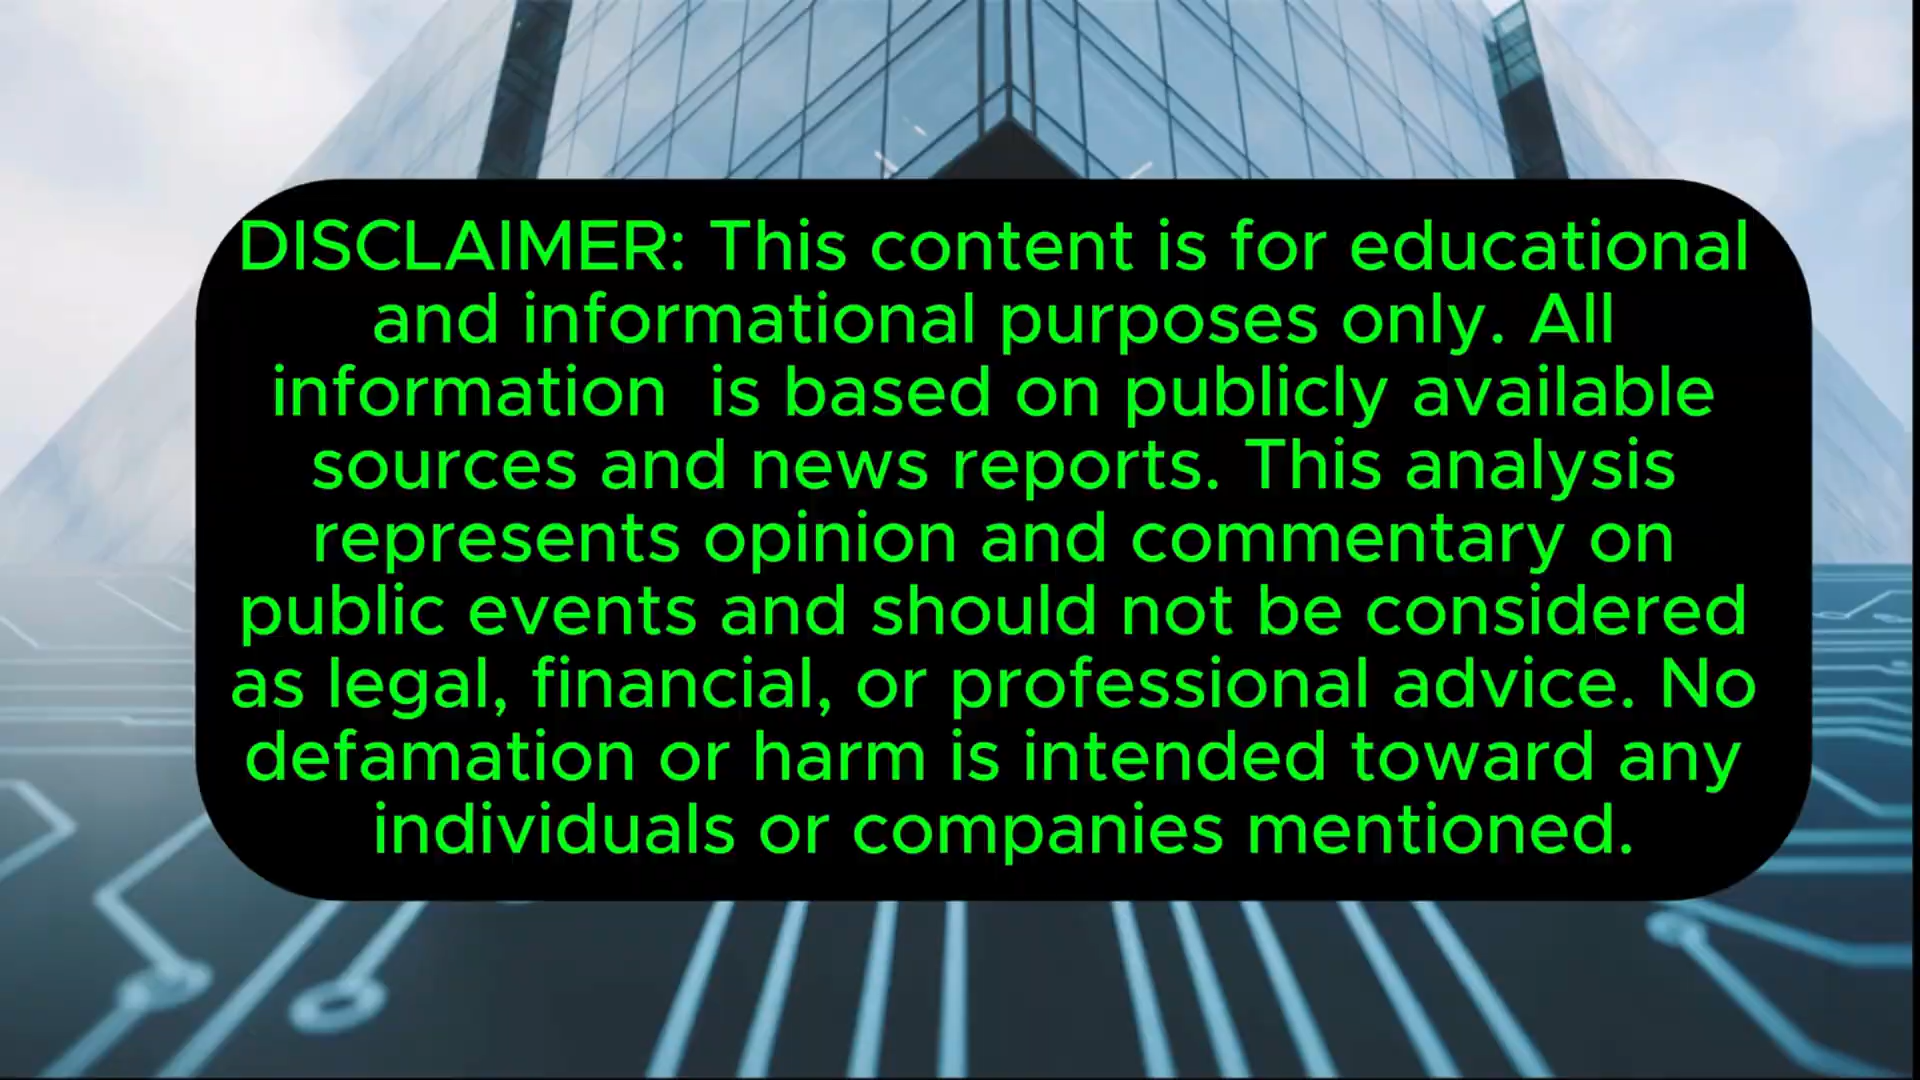 DISCLAIMER: This content is for educational
and informational purposes only. All
information  is based on publicly available
sources and news reports. This analysis
represents opinion and commentary on
public events and should not be considered
as legal, financial, or professional advice. No
defamation or harm is intended toward any
individuals or companies mentioned.